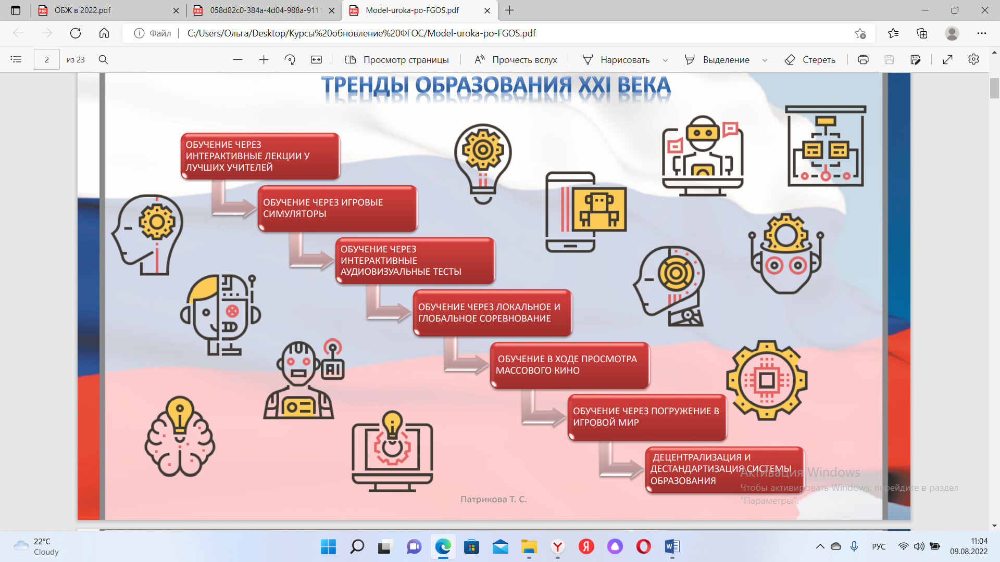 ОБЖ в 2022.pdf
058d82c0-384a-4d04-988a-9111
Model-uroka-po-FGOS.pdf
Файл
C:/Users/Ольга/Desktop/Курсы%20обновление%20ФГОС/Model-uroka-po-FGOS.pdf
2 из 23
Просмотр страницы
Прочесть вслух
Нарисовать
Выделение
Стереть
ТРЕНДЫ ОБРАЗОВАНИЯ XXI ВЕКА
ОБУЧЕНИЕ ЧЕРЕЗ
ИНТЕРАКТИВНЫЕ ЛЕКЦИИ У
ЛУЧШИХ УЧИТЕЛЕЙ
ОБУЧЕНИЕ ЧЕРЕЗ ИГРОВЫЕ
СИМУЛЯТОРЫ
ОБУЧЕНИЕ ЧЕРЕЗ
ИНТЕРАКТИВНЫЕ
АУДИОВИЗУАЛЬНЫЕ ТЕСТЫ
ОБУЧЕНИЕ ЧЕРЕЗ ЛОКАЛЬНОЕ И
ГЛОБАЛЬНОЕ СОРЕВНОВАНИЕ
ОБУЧЕНИЕ В ХОДЕ ПРОСМОТРА
МАССОВОГО КИНО
ОБУЧЕНИЕ ЧЕРЕЗ ПОГРУЖЕНИЕ В
ИГРОВОЙ МИР
ДЕЦЕНТРАЛИЗАЦИЯ И
ДЕСТАНДАРТИЗАЦИЯ СИСТЕМЫ
ОБРАЗОВАНИЯ
AI
Патрикова Т. С.
Активация Windows
Чтобы активировать Windows, перейдите в раздел
"Параметры".
22°C
Cloudy
РУС
11:04
09.08.2022